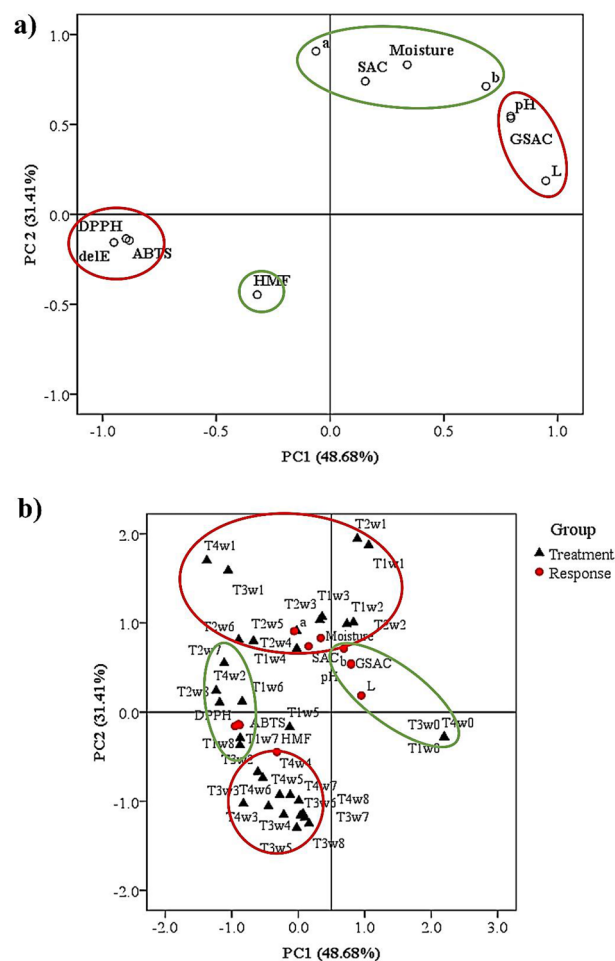 a)
1.0
a
Moisture
SAC
b
0.5
pH
GSAC
L
PC 2 (31.41%)
0.0
DPPH
delE
ABTS
HMF
-0.5
-1.0
-1.0
-0.5
0.0
0.5
1.0
PC1 (48.68%)
b)
2.0
T2w1
T4w1
T1w1
T3w1
Group
Treatment
Response
1.0
T2w3
T1w3
T1w2
T2w6
T2w5
a
T2w2
T2w4
Moisture
T2w7
T1w4
SAC
b
GSAC
T4w2
pH
T2w8
T1w6
L
PC2 (31.41%)
0.0
DPPH
ABTS
T1w5
T3w0
T4w0
T1w8
T1w7
HMF
T1w0
T4w4
T4w5
T4w7
T3w3
T4w6
T3w6
T4w8
-1.0
T4w3
T3w4
T3w7
T3w5
T3w8
-2.0
-2.0
-1.0
0.0
1.0
2.0
3.0
PC1 (48.68%)